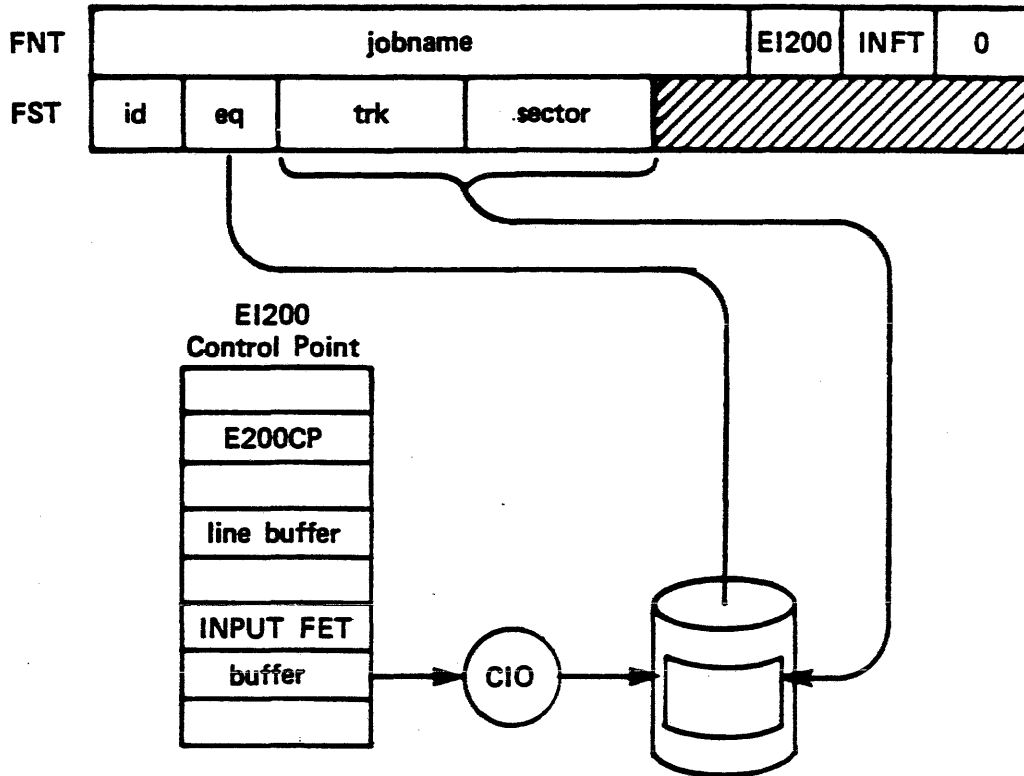 FNT jobname EI200 INFT 0
FST id eq trk sector
EI200
Control Point
E200CP
line buffer
INPUT FET
buffer
CIO